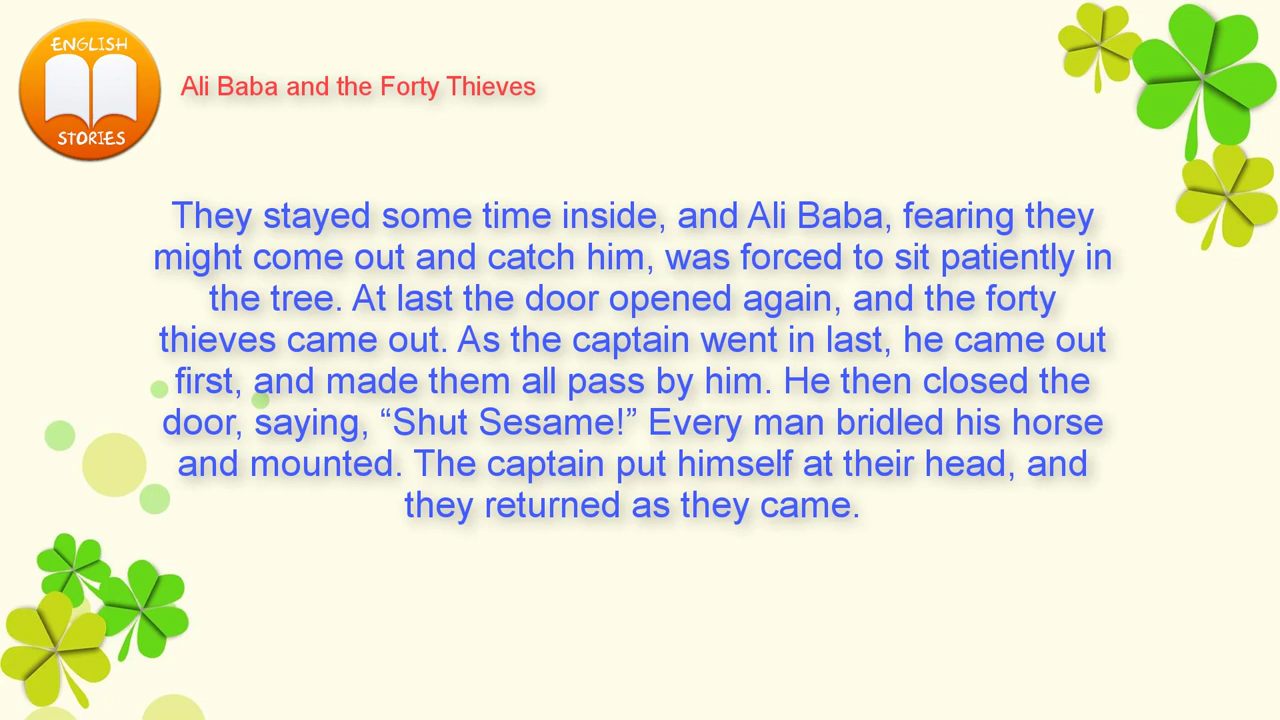 ENGLISH
STORIES
Ali Baba and the Forty Thieves
They stayed some time inside, and Ali Baba, fearing they
might come out and catch him, was forced to sit patiently in
the tree. At last the door opened again, and the forty
thieves came out. As the captain went in last, he came out
first, and made them all pass by him. He then closed the
door, saying, “Shut Sesame!” Every man bridled his horse
and mounted. The captain put himself at their head, and
they returned as they came.